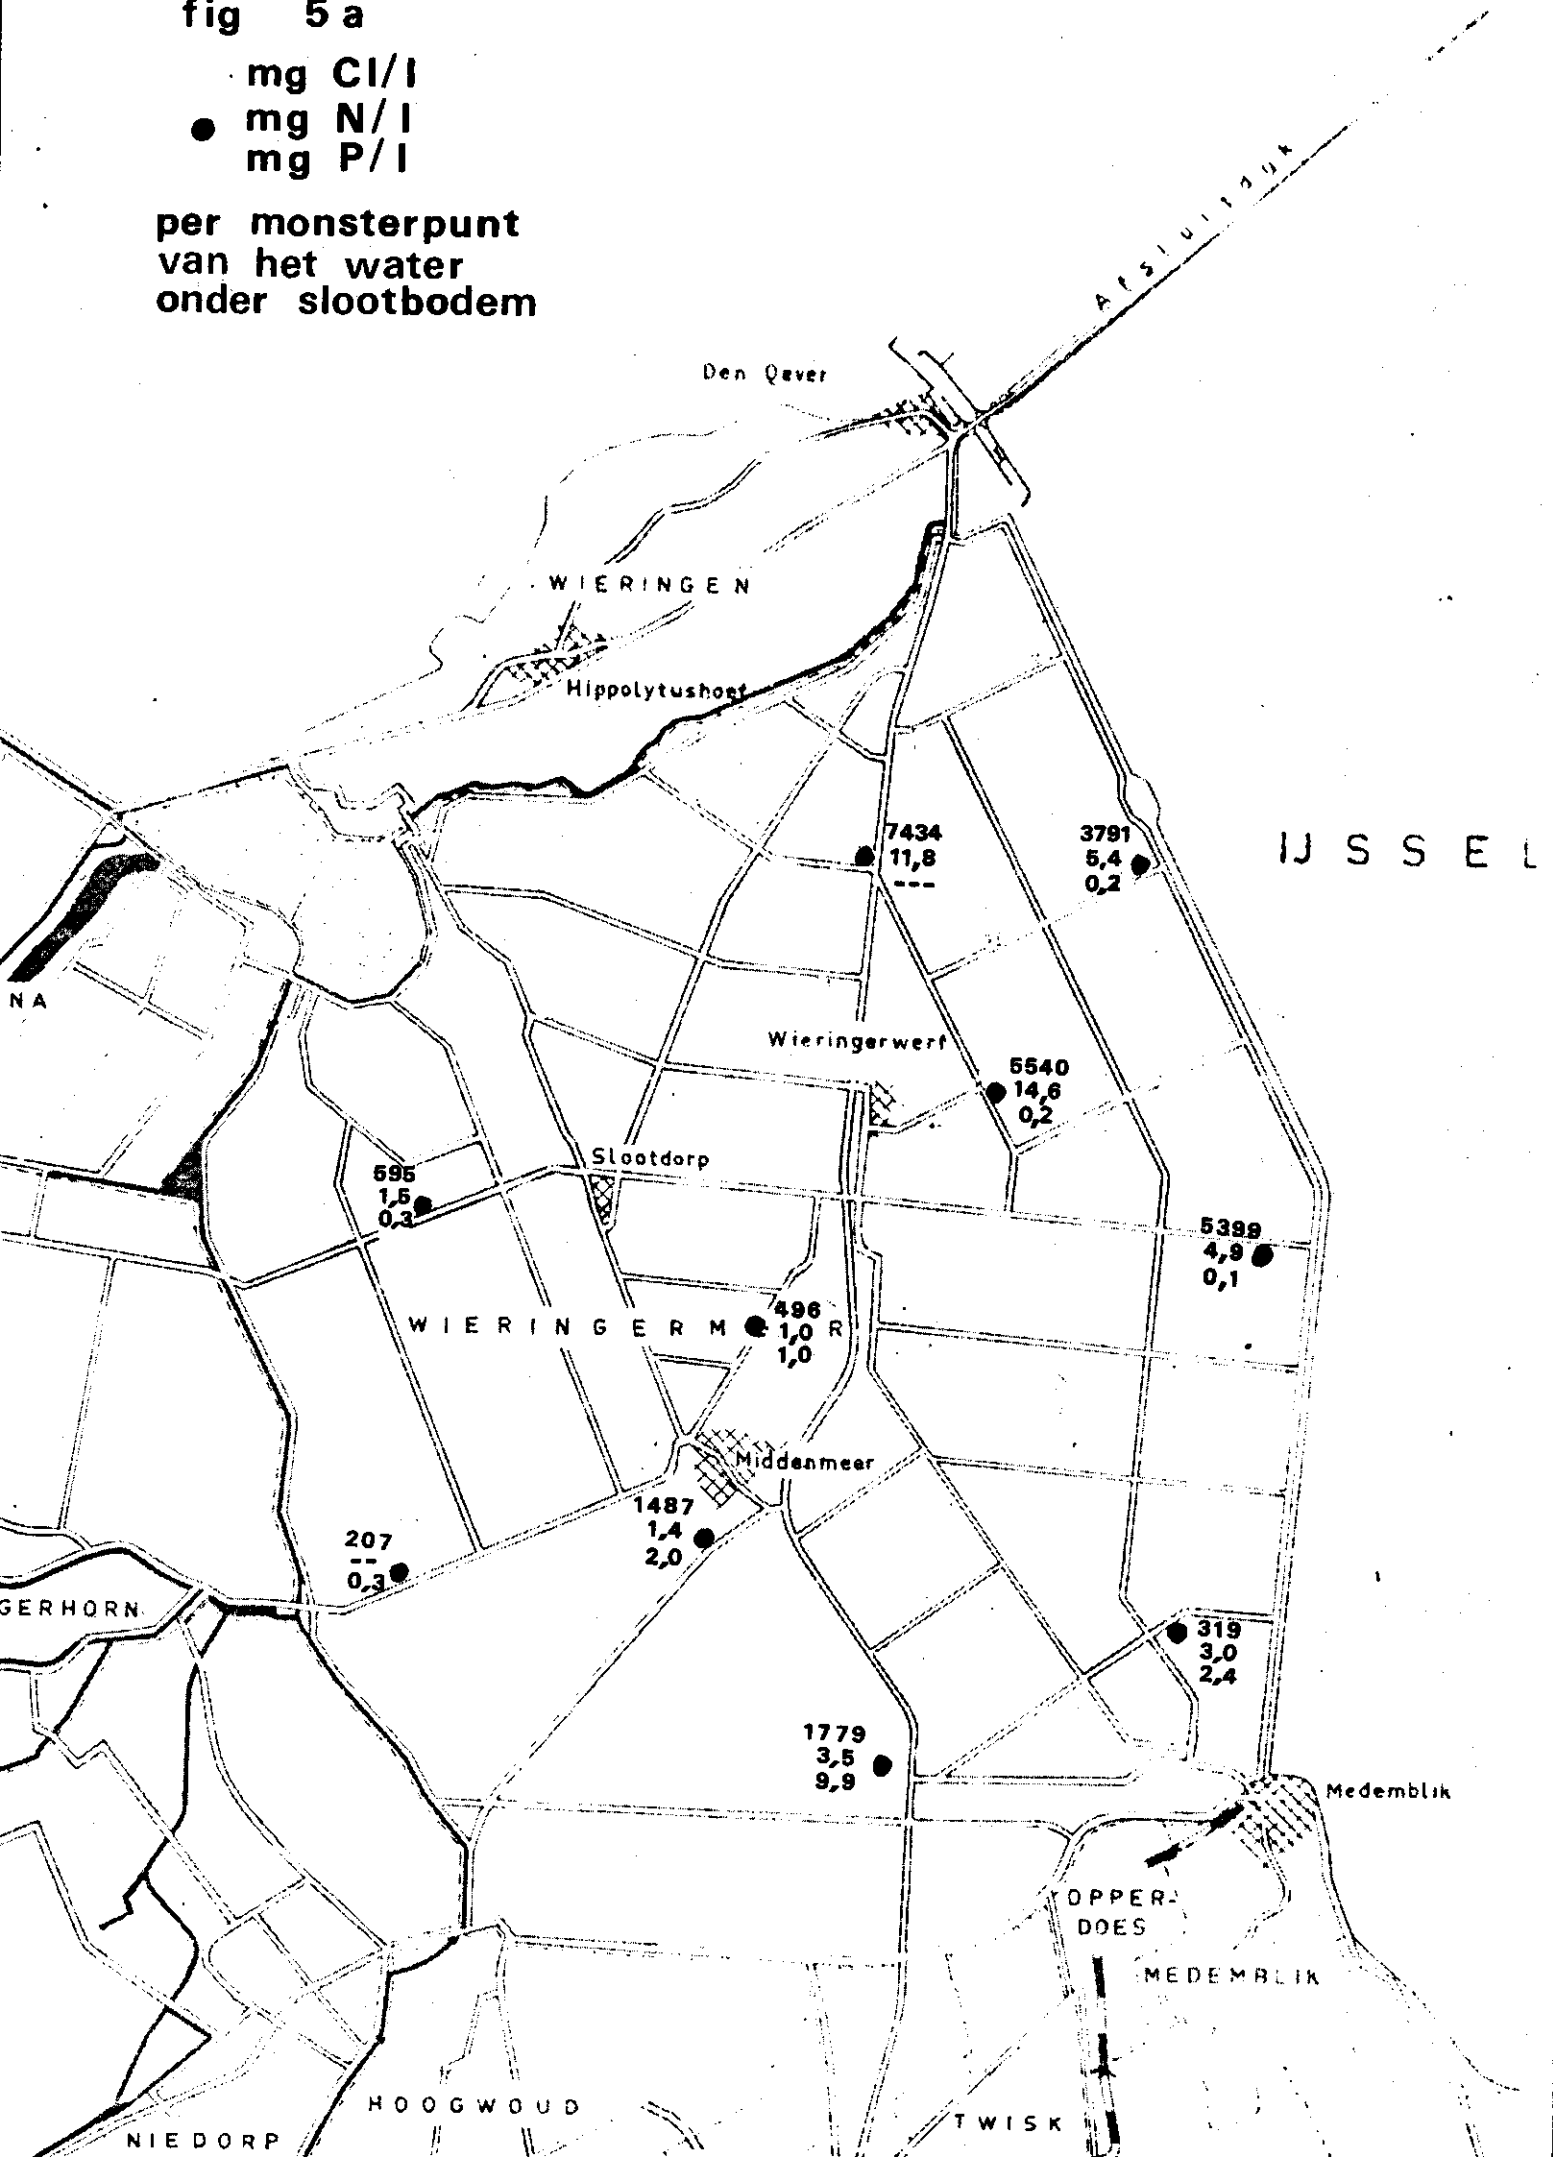 fig 5a
mg Cl/l
mg N/l
mg P/l
per monsterpunt
van het water
onder slootbodem
Afsluitdijk
Den Oever
WIERINGEN
Hippolytushoef
7434
11,8
---
3791
5,4
0,2
IJSSEL
NA
Wieringerwerf
5540
14,6
0,2
Slootdorp
595
1,5
0,3
5399
4,9
0,1
WIERINGERM R
496
1,0
1,0
Middenmeer
1487
1,4
2,0
207
--
0,3
GERHORN
319
3,0
2,4
1779
3,5
9,9
Medemblik
OPPER-
DOES
MEDEMBLIK
HOOGWOUD
TWISK
NIEDORP